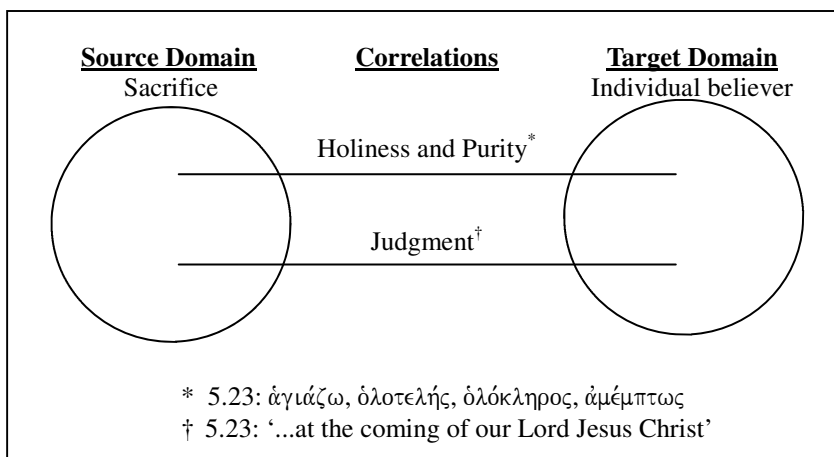 Source Domain Correlations Target Domain
Sacrifice Individual believer
Holiness and Purity*
Judgment†
* 5.23: ἁγιάζω, ὁλοτελής, ὁλόκληρος, ἀμέμπτως
† 5.23: ‘...at the coming of our Lord Jesus Christ’